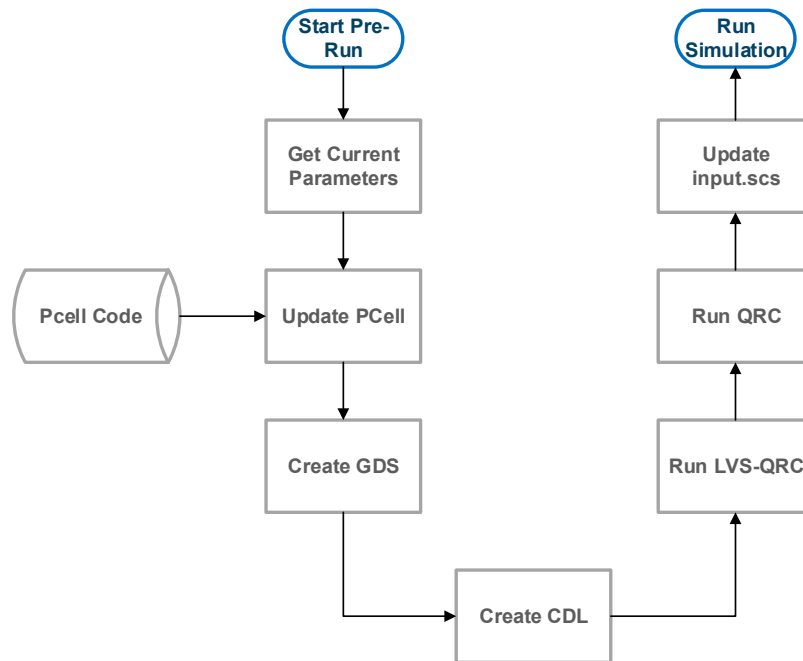 Start Pre-
Run
Get Current
Parameters
Pcell Code
Update PCell
Create GDS
Create CDL
Run LVS-QRC
Run QRC
Update
input.scs
Run
Simulation